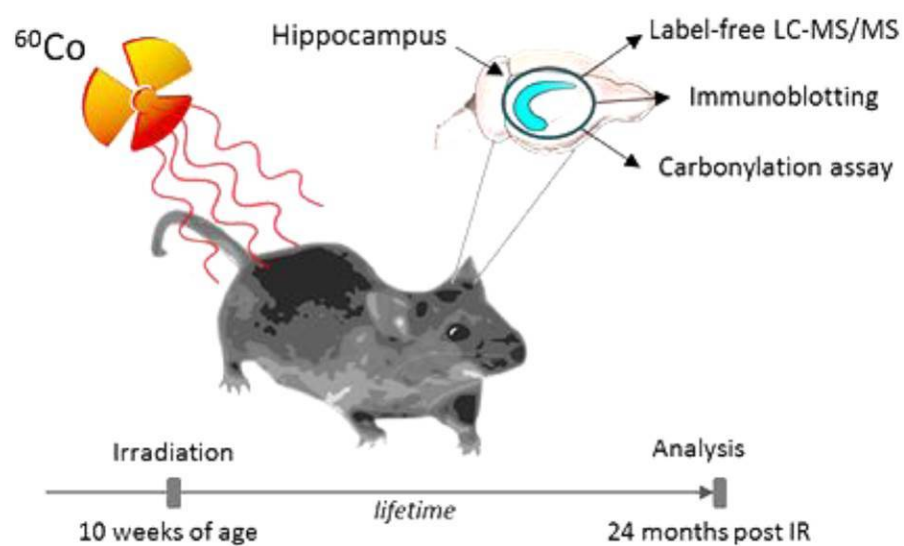 ⁶⁰Co
Hippocampus
Label-free LC-MS/MS
Immunoblotting
Carbonylation assay
Irradiation
Analysis
lifetime
10 weeks of age
24 months post IR